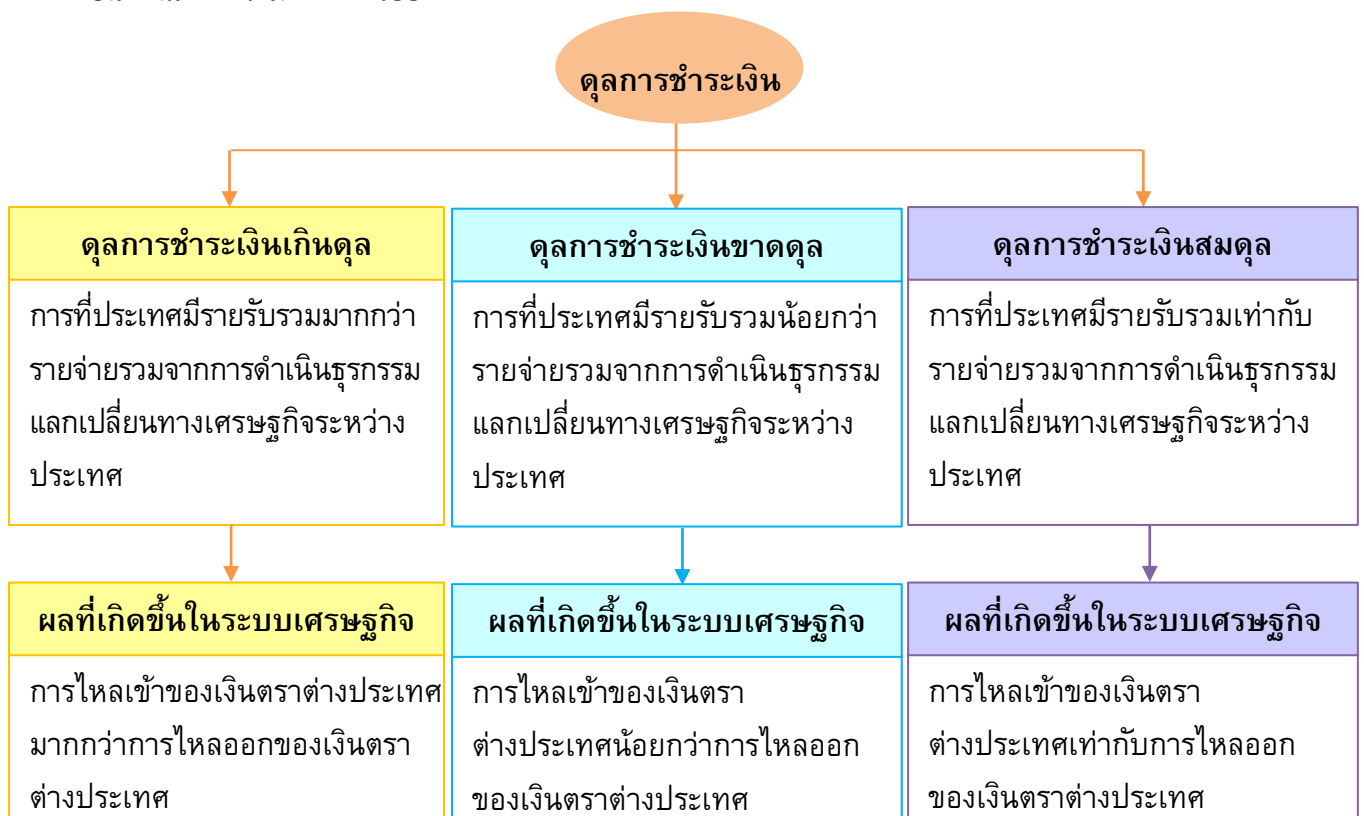 ดุลการชำระเงิน
ดุลการชำระเงินเกินดุล
การที่ประเทศมีรายรับรวมมากกว่า
รายจ่ายรวมจากการดำเนินธุรกรรม
แลกเปลี่ยนทางเศรษฐกิจระหว่าง
ประเทศ
ดุลการชำระเงินขาดดุล
การที่ประเทศมีรายรับรวมน้อยกว่า
รายจ่ายรวมจากการดำเนินธุรกรรม
แลกเปลี่ยนทางเศรษฐกิจระหว่าง
ประเทศ
ดุลการชำระเงินสมดุล
การที่ประเทศมีรายรับรวมเท่ากับ
รายจ่ายรวมจากการดำเนินธุรกรรม
แลกเปลี่ยนทางเศรษฐกิจระหว่าง
ประเทศ
ผลที่เกิดขึ้นในระบบเศรษฐกิจ
การไหลเข้าของเงินตราต่างประเทศ
มากกว่าการไหลออกของเงินตรา
ต่างประเทศ
ผลที่เกิดขึ้นในระบบเศรษฐกิจ
การไหลเข้าของเงินตรา
ต่างประเทศน้อยกว่าการไหลออก
ของเงินตราต่างประเทศ
ผลที่เกิดขึ้นในระบบเศรษฐกิจ
การไหลเข้าของเงินตรา
ต่างประเทศเท่ากับการไหลออก
ของเงินตราต่างประเทศ